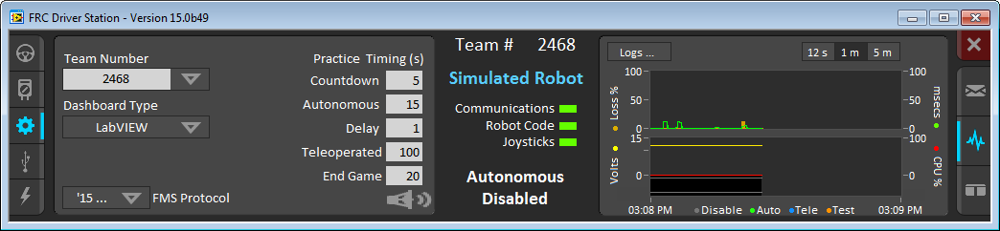 FRC Driver Station - Version 15.0b49
Team Number
2468
Dashboard Type
LabVIEW
'15 ... FMS Protocol
Practice Timing (s)
Countdown 5
Autonomous 15
Delay 1
Teleoperated 100
End Game 20
Team # 2468
Simulated Robot
Communications
Robot Code
Joysticks
Autonomous
Disabled
Logs ...
12 s 1 m 5 m
100 100
50 50
0 0
Loss %
msecs
15 100
0 0
Volts
CPU %
03:08 PM 03:09 PM
Disable Auto Tele Test